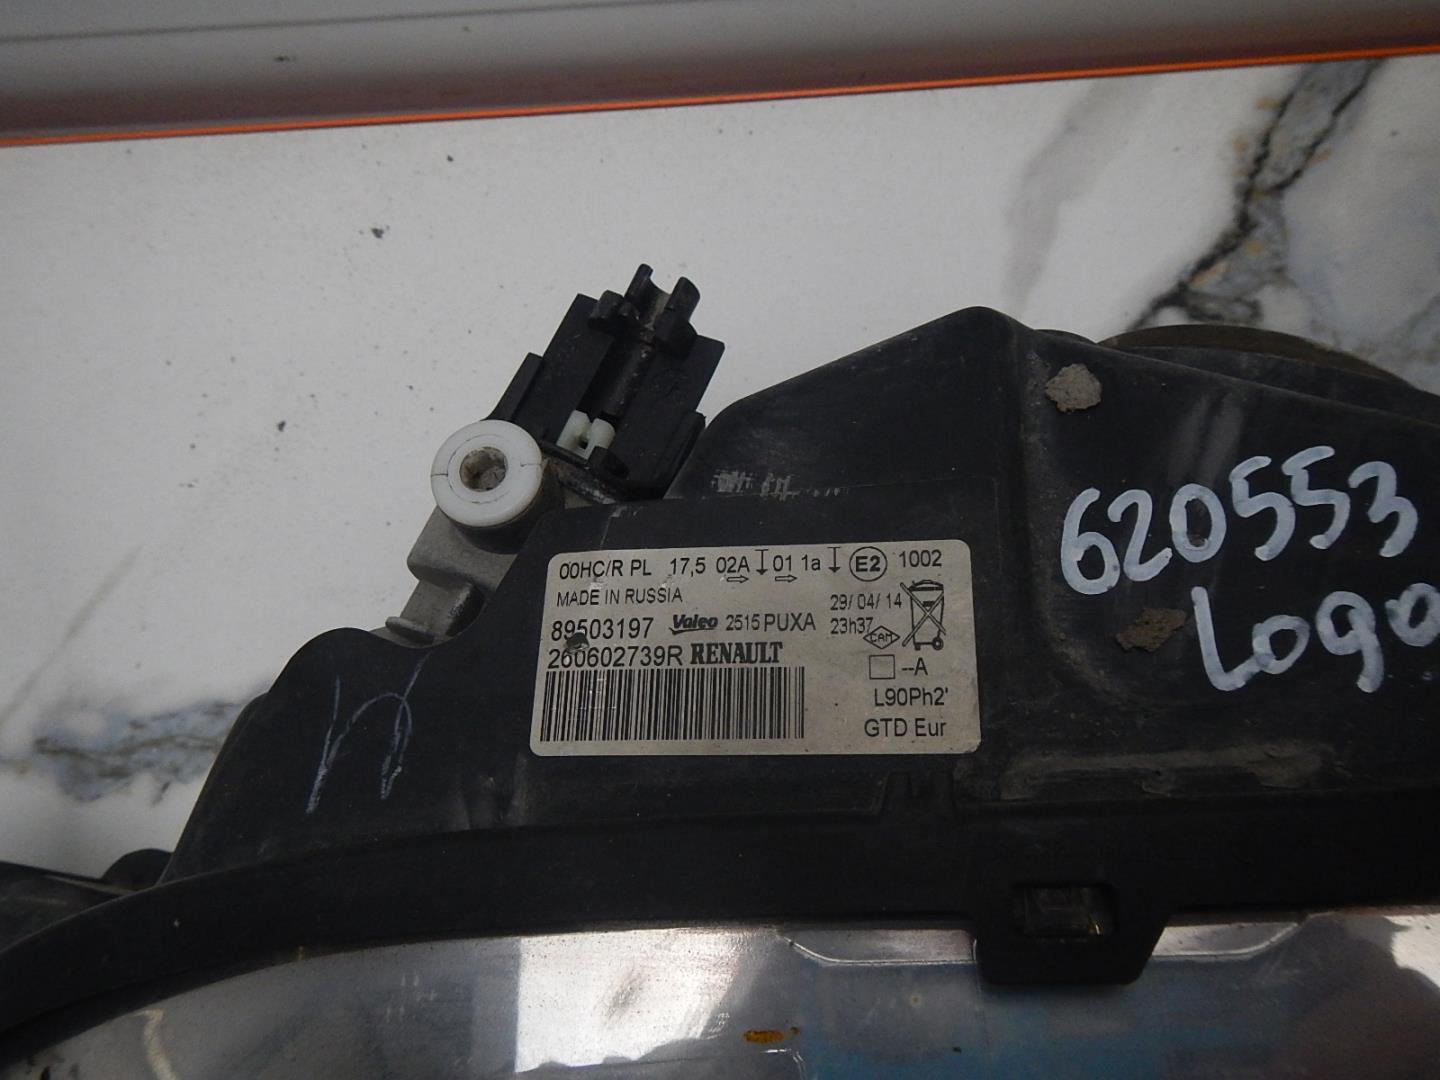 00HC/R PL 17,5 02A 01 1a E2 1002
MADE IN RUSSIA
89503197 Valeo 2515 PUXA 29/04/14
23h37 CAM
260602739R RENAULT
--A
L90Ph2'
GTD Eur
620553
Logo
И